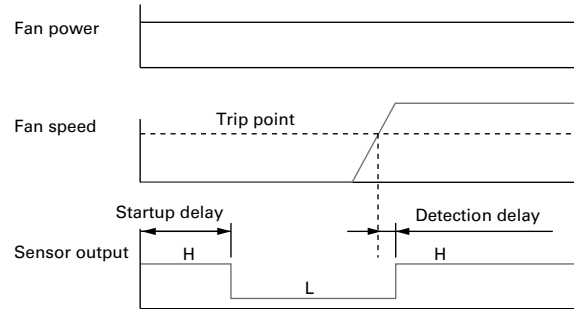 Fan power
Fan speed
Trip point
Startup delay
Detection delay
Sensor output
H
H
L